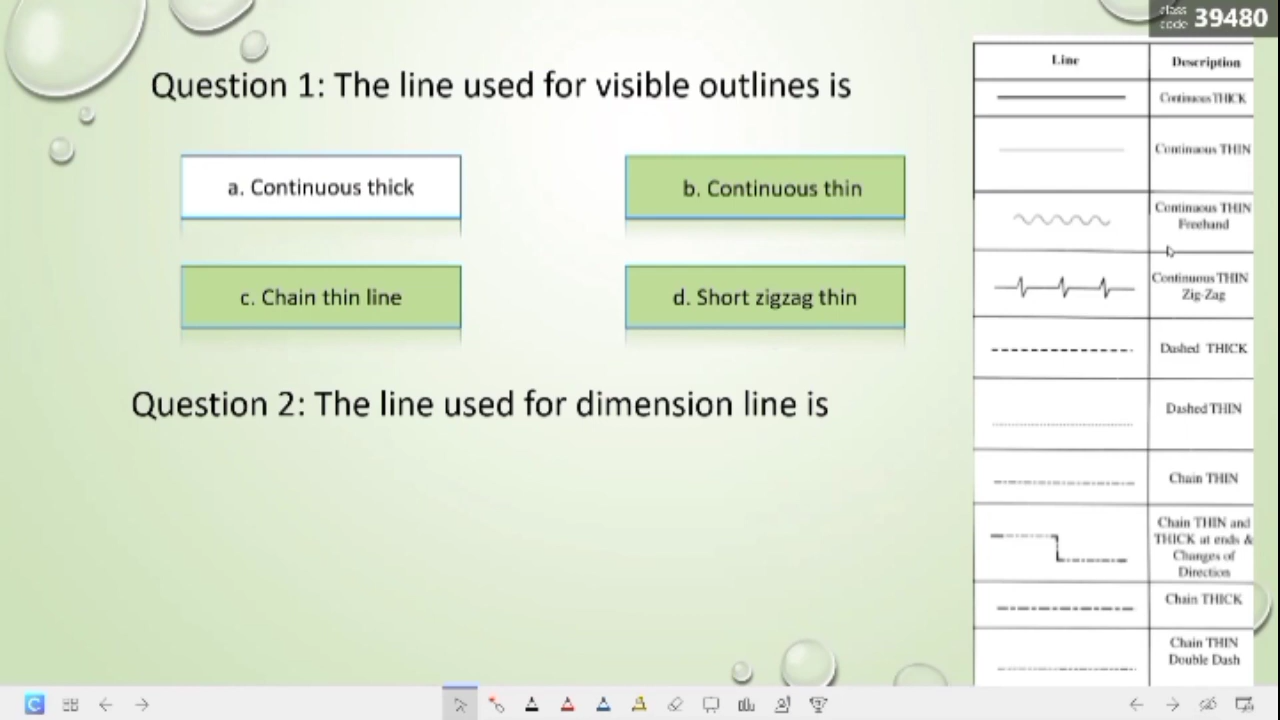 class
code 39480
Question 1: The line used for visible outlines is
a. Continuous thick
b. Continuous thin
c. Chain thin line
d. Short zigzag thin
Question 2: The line used for dimension line is
Line
Description
Continuous THICK
Continuous THIN
Continuous THIN
Freehand
Continuous THIN
Zig-Zag
Dashed THICK
Dashed THIN
Chain THIN
Chain THIN and
THICK at ends &
Changes of
Direction
Chain THICK
Chain THIN
Double Dash